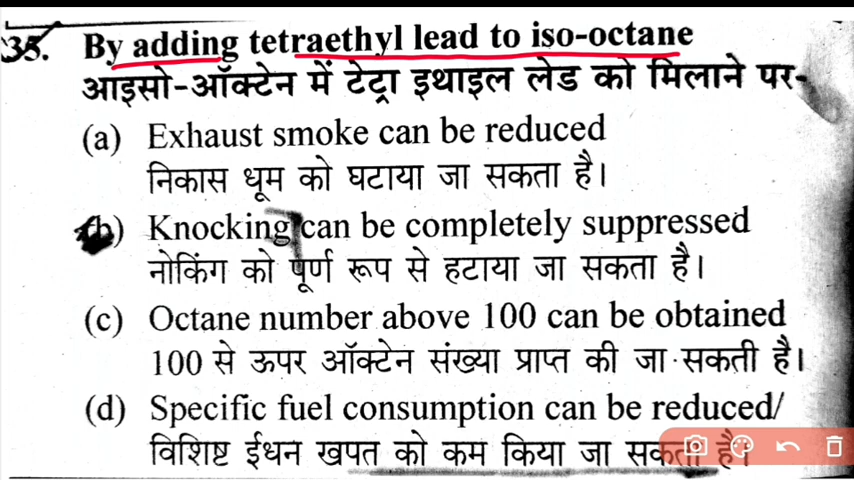 35. By adding tetraethyl lead to iso-octane
आइसो-ऑक्टेन में टेट्रा इथाइल लेड को मिलाने पर-
(a) Exhaust smoke can be reduced
निकास धूम को घटाया जा सकता है।
(b) Knocking can be completely suppressed
नोकिंग को पूर्ण रूप से हटाया जा सकता है।
(c) Octane number above 100 can be obtained
100 से ऊपर ऑक्टेन संख्या प्राप्त की जा सकती है।
(d) Specific fuel consumption can be reduced/
विशिष्ट ईधन खपत को कम किया जा सकता है।